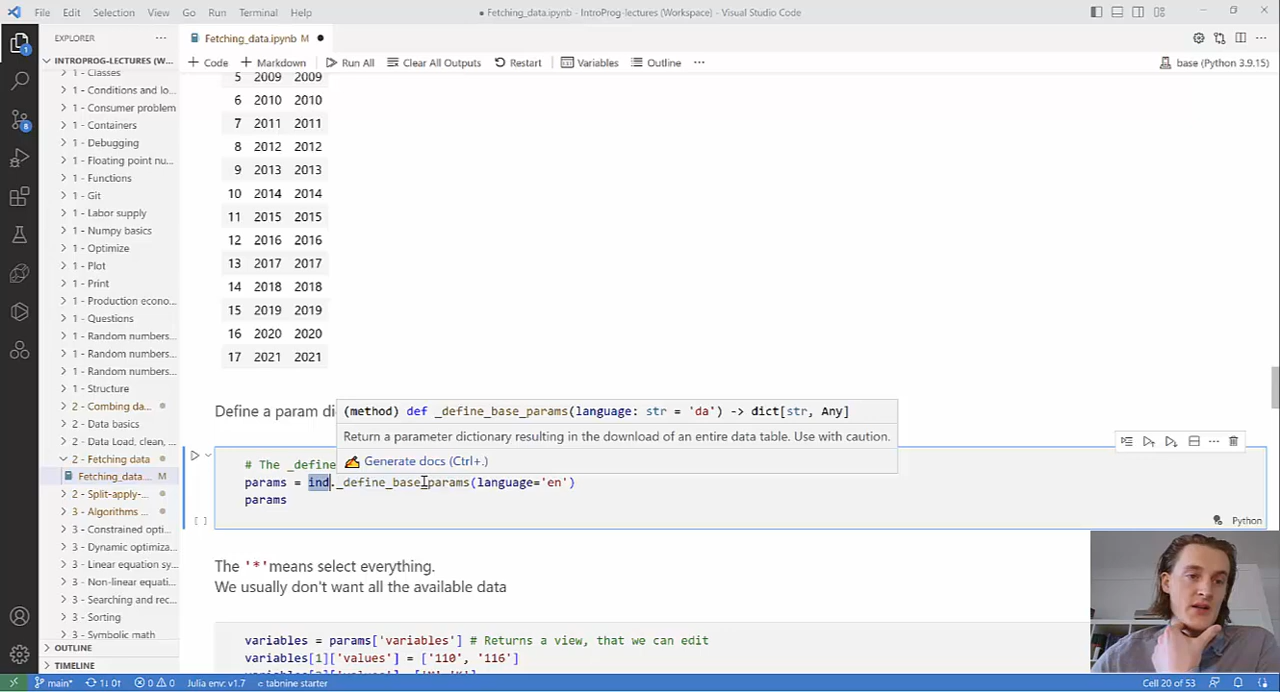 File Edit Selection View Go Run Terminal Help
● Fetching_data.ipynb - IntroProg-lectures (Workspace) - Visual Studio Code
EXPLORER
INTROPROG-LECTURES (W...
1 - Classes
1 - Conditions and lo...
1 - Consumer problem
1 - Containers
1 - Debugging
1 - Floating point nu...
1 - Functions
1 - Git
1 - Labor supply
1 - Numpy basics
1 - Optimize
1 - Plot
1 - Print
1 - Production econo...
1 - Questions
1 - Random numbers...
1 - Random numbers...
1 - Random numbers...
1 - Structure
2 - Combing da...
2 - Data basics
2 - Data Load, clean, ...
2 - Fetching data
Fetching_data.... M
2 - Split-apply-...
3 - Algorithms ...
3 - Constrained opti...
3 - Dynamic optimiza...
3 - Linear equation sy...
3 - Non-linear equati...
3 - Searching and rec...
3 - Sorting
3 - Symbolic math
OUTLINE
TIMELINE
1
8
Fetching_data.ipynb M ●
+ Code + Markdown Run All Clear All Outputs Restart Variables Outline ...
base (Python 3.9.15)
5 2009 2009
6 2010 2010
7 2011 2011
8 2012 2012
9 2013 2013
10 2014 2014
11 2015 2015
12 2016 2016
13 2017 2017
14 2018 2018
15 2019 2019
16 2020 2020
17 2021 2021
Define a param di
(method) def _define_base_params(language: str = 'da') -> dict[str, Any]
Return a parameter dictionary resulting in the download of an entire data table. Use with caution.
Generate docs (Ctrl+.)
# The _define
params = ind._define_base_params(language='en')
params
[ ]
Python
The '*'means select everything.
We usually don't want all the available data
variables = params['variables'] # Returns a view, that we can edit
variables[1]['values'] = ['110', '116']
main* 1↓ 0↑ 0 0 Julia env: v1.7 tabnine starter
Cell 20 of 53